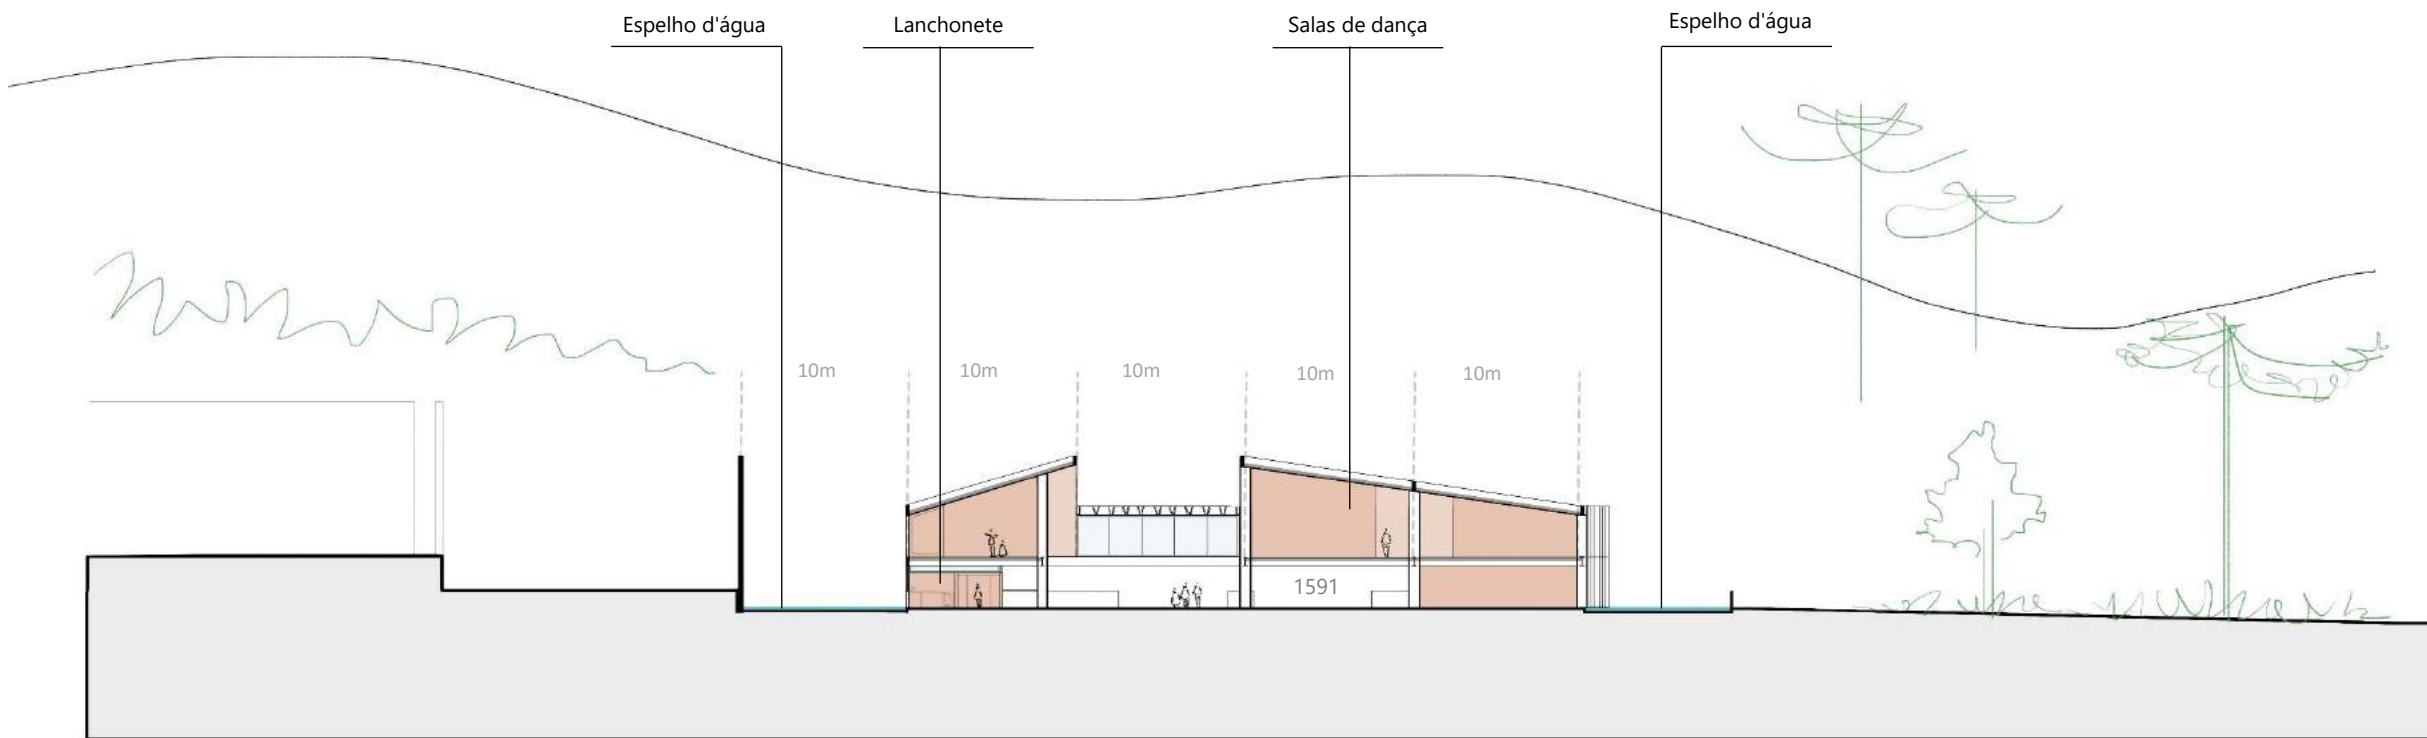 Espelho d'água
Lanchonete
Salas de dança
Espelho d'água
10m
10m
10m
10m
10m
1591